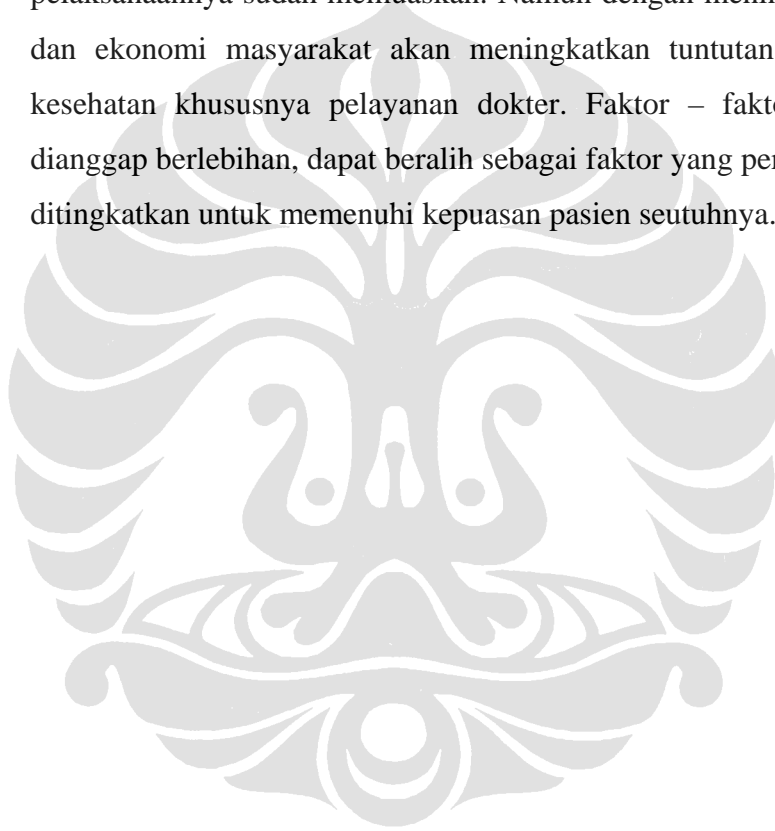 pelaksanaannya sudah memuaskan. Namun dengan
dan ekonomi masyarakat akan meningkatkan tuntutan
kesehatan khususnya pelayanan dokter. Faktor –
dianggap berlebihan, dapat beralih sebagai faktor yang
ditingkatkan untuk memenuhi kepuasan pasien seutuhnya.